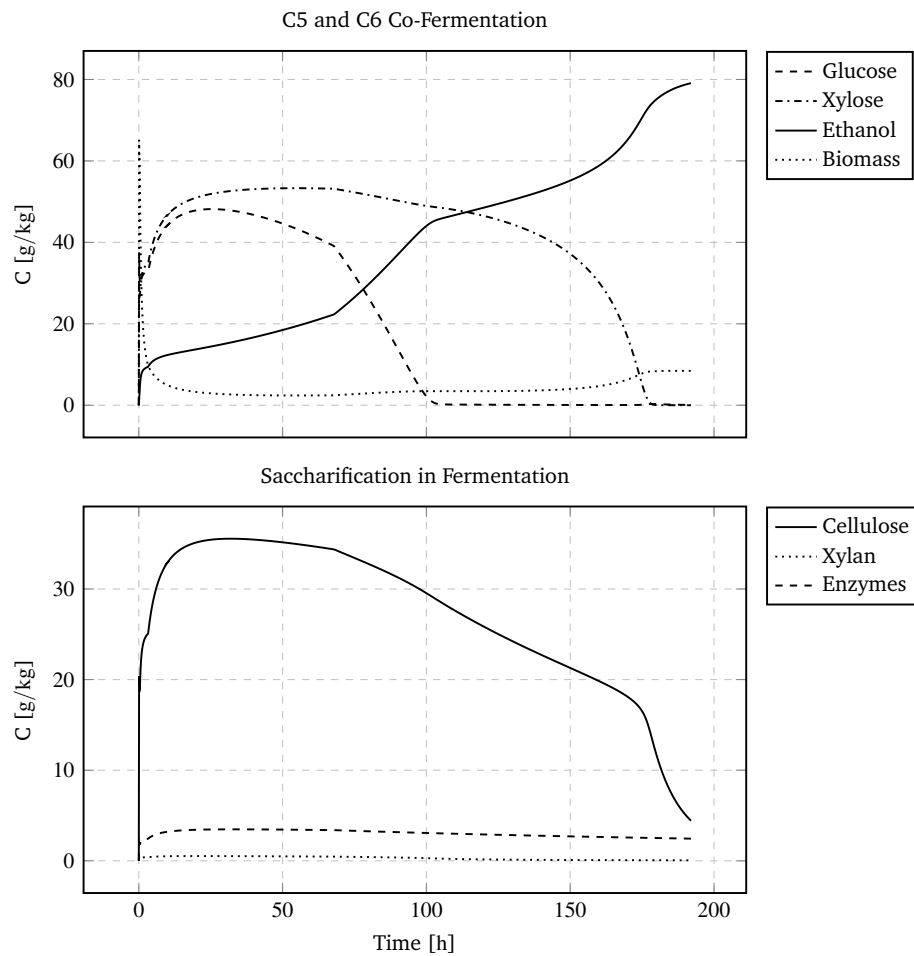 C5 and C6 Co-Fermentation
80
60
40
20
0
C [g/kg]
Glucose
Xylose
Ethanol
Biomass
Saccharification in Fermentation
30
20
10
0
C [g/kg]
0 50 100 150 200
Time [h]
Cellulose
Xylan
Enzymes